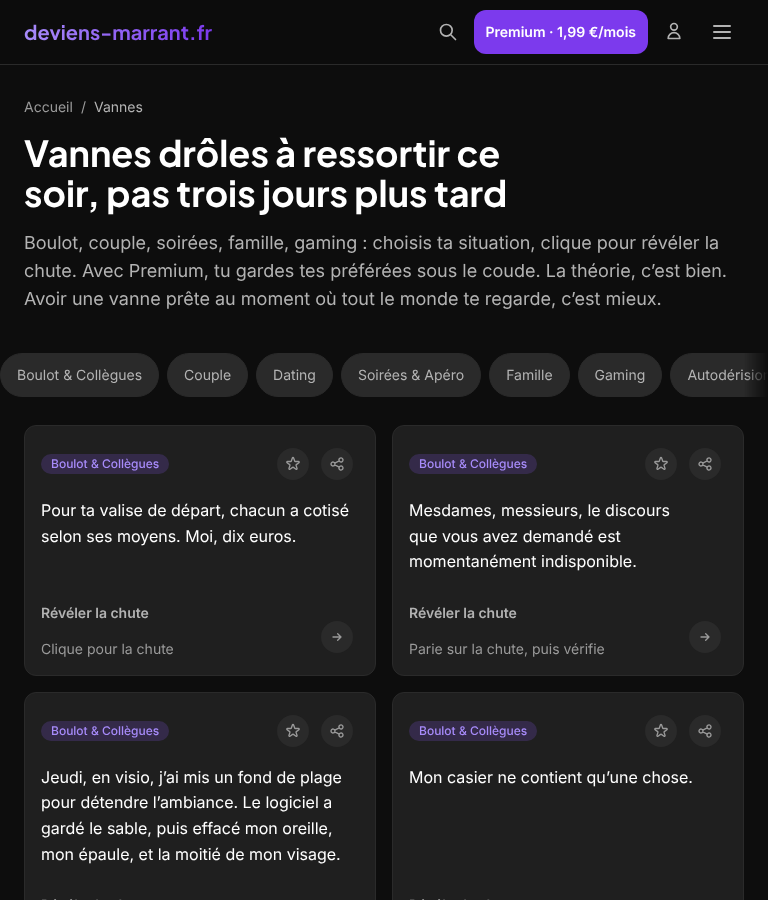 deviens-marrant.fr
Premium · 1,99 €/mois
Accueil / Vannes
Vannes drôles à ressortir ce
soir, pas trois jours plus tard
Boulot, couple, soirées, famille, gaming : choisis ta situation, clique pour révéler la
chute. Avec Premium, tu gardes tes préférées sous le coude. La théorie, c’est bien.
Avoir une vanne prête au moment où tout le monde te regarde, c’est mieux.
Boulot & Collègues
Couple
Dating
Soirées & Apéro
Famille
Gaming
Autodérision
Boulot & Collègues
Pour ta valise de départ, chacun a cotisé
selon ses moyens. Moi, dix euros.
Révéler la chute
Clique pour la chute
Boulot & Collègues
Mesdames, messieurs, le discours
que vous avez demandé est
momentanément indisponible.
Révéler la chute
Parie sur la chute, puis vérifie
Boulot & Collègues
Jeudi, en visio, j’ai mis un fond de plage
pour détendre l’ambiance. Le logiciel a
gardé le sable, puis effacé mon oreille,
mon épaule, et la moitié de mon visage.
Boulot & Collègues
Mon casier ne contient qu’une chose.